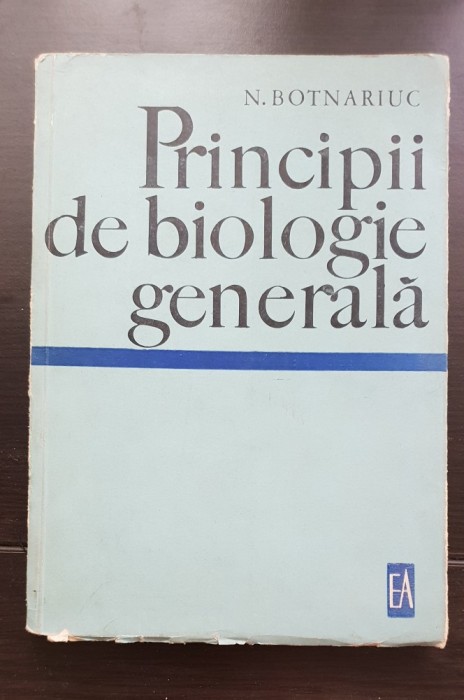 N. BOTNARIUC
Principii
de biologie
generală
EA